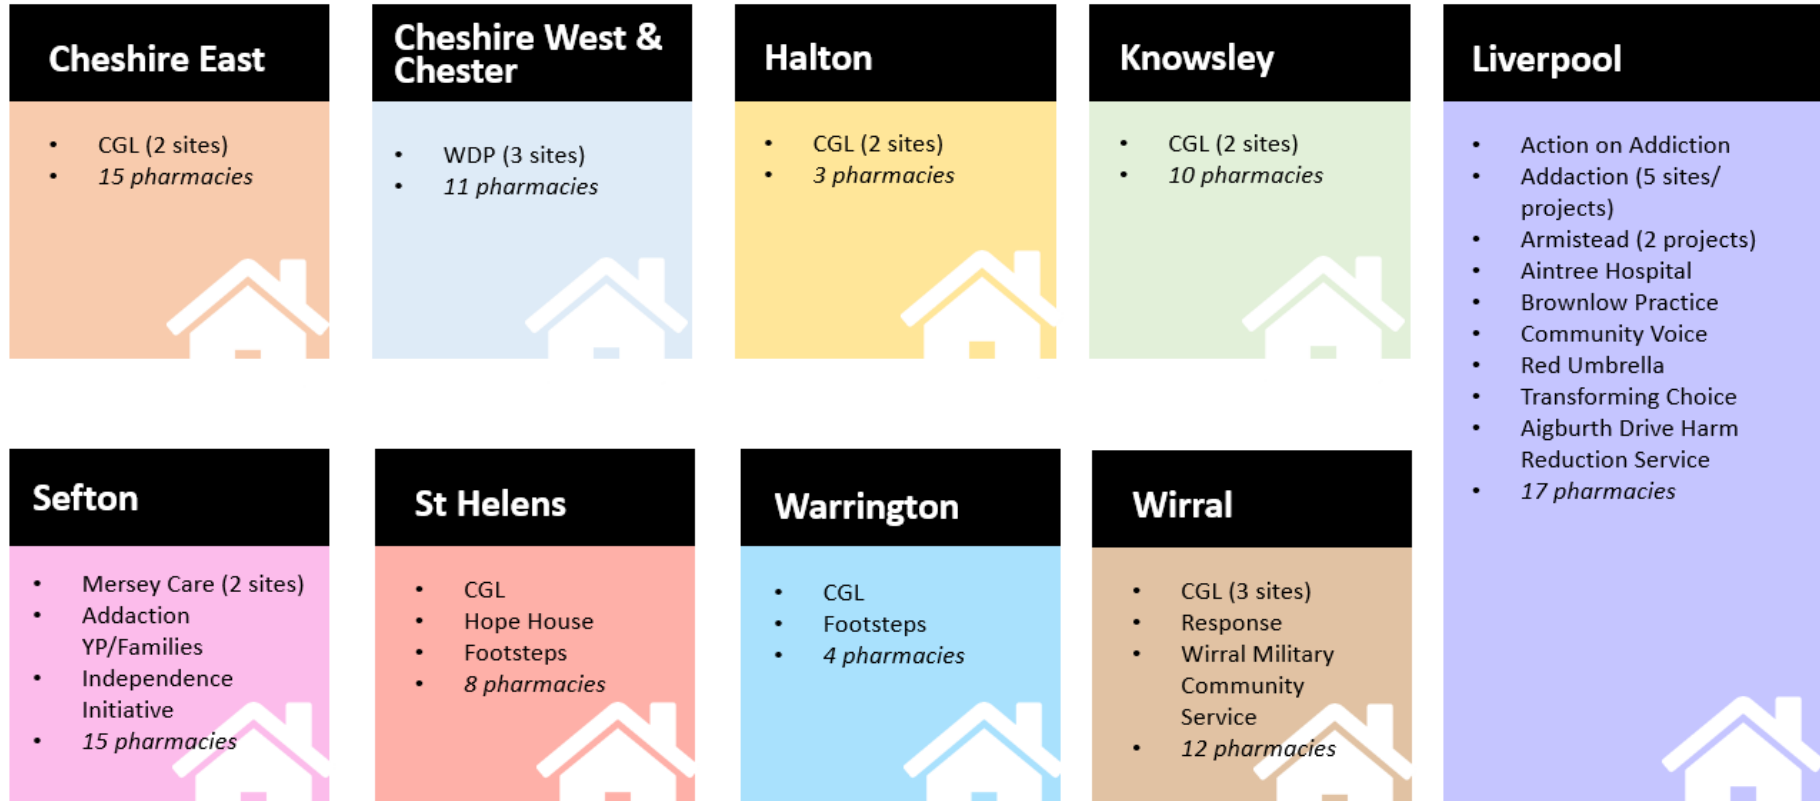 Cheshire East
• CGL (2 sites)
• 15 pharmacies
Cheshire West &
Chester
• WDP (3 sites)
• 11 pharmacies
Halton
• CGL (2 sites)
• 3 pharmacies
Knowsley
• CGL (2 sites)
• 10 pharmacies
Liverpool
• Action on Addiction
• Addaction (5 sites/
projects)
• Armistead (2 projects)
• Aintree Hospital
• Brownlow Practice
• Community Voice
• Red Umbrella
• Transforming Choice
• Aigburth Drive Harm
Reduction Service
• 17 pharmacies
Sefton
• Mersey Care (2 sites)
• Addaction
YP/Families
• Independence
Initiative
• 15 pharmacies
St Helens
• CGL
• Hope House
• Footsteps
• 8 pharmacies
Warrington
• CGL
• Footsteps
• 4 pharmacies
Wirral
• CGL (3 sites)
• Response
• Wirral Military
Community
Service
• 12 pharmacies